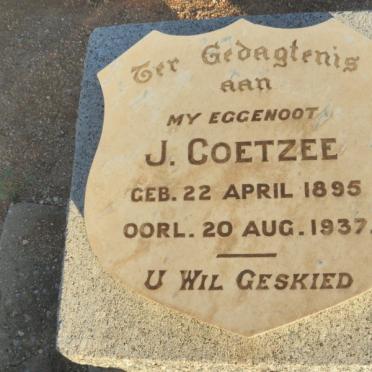 Ter Gedagtenis
aan
MY EGGENOOT
J. COETZEE
GEB. 22 APRIL 1895
OORL. 20 AUG. 1937.
U WIL GESKIED